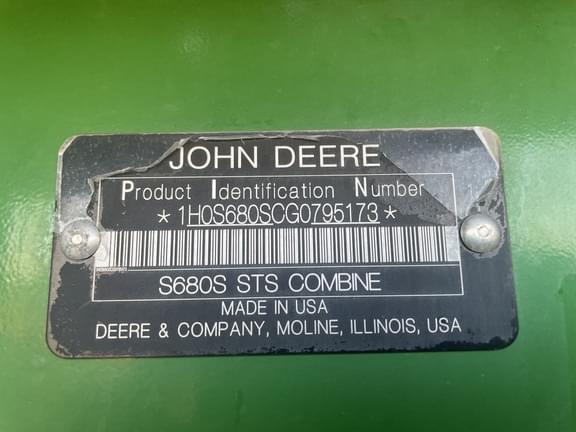 JOHN DEERE
Product Identification Number
*1H0S680SCG0795173*
S680S STS COMBINE
MADE IN USA
DEERE & COMPANY, MOLINE, ILLINOIS, USA